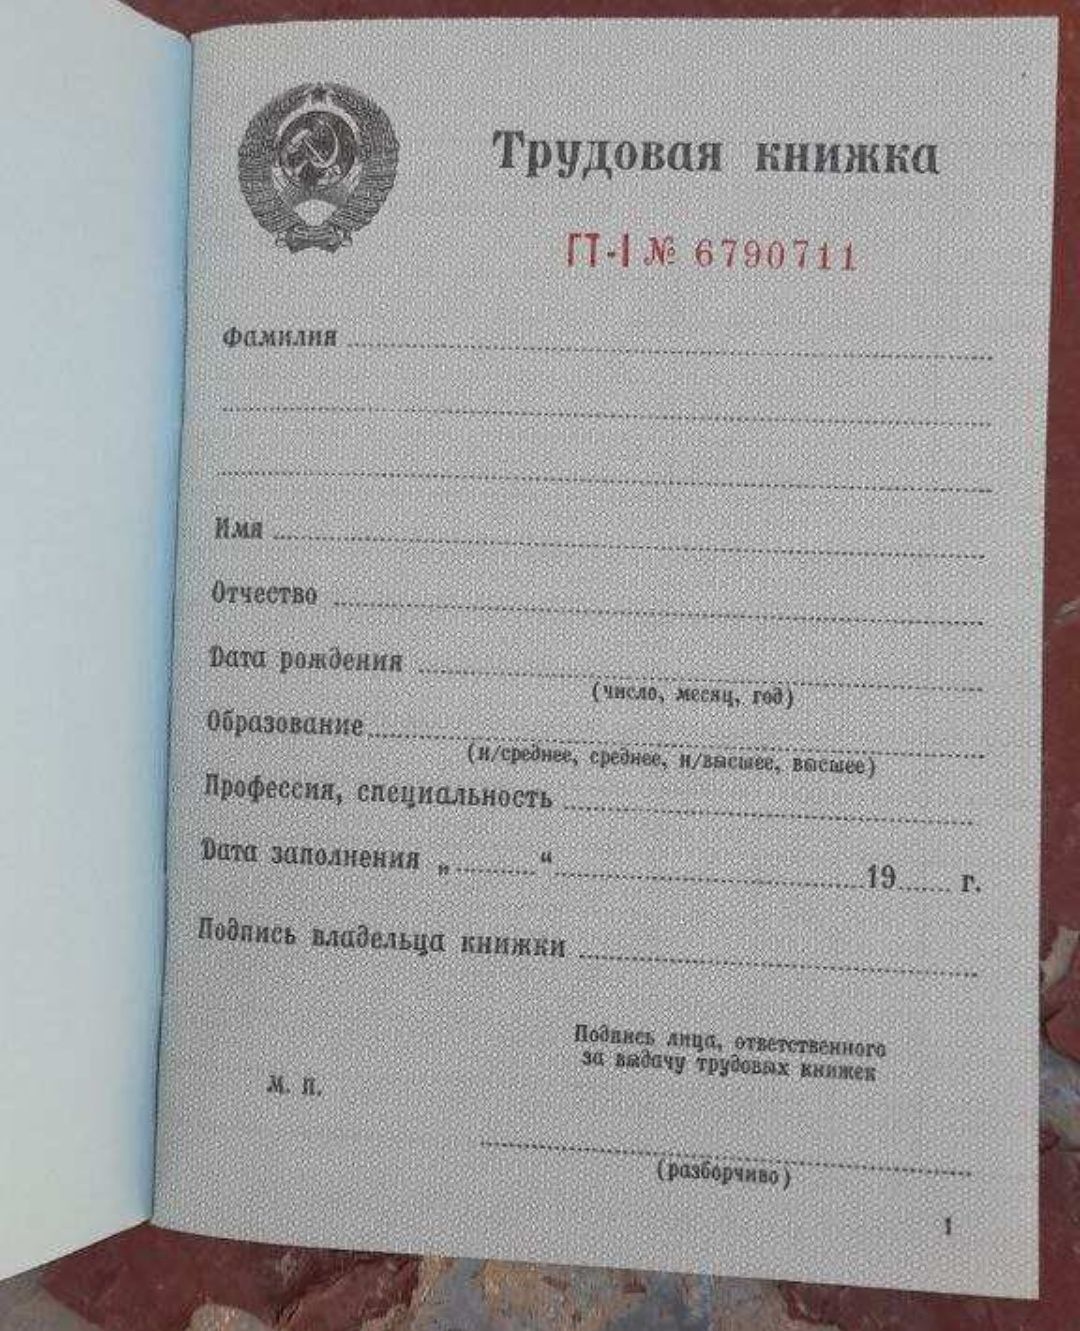 Трудовая книжка
ГТ-I № 6790711
Фамилия
Имя
Отчество
Дата рождения
(число, месяц, год)
Образование
(н/среднее, среднее, н/высшее, высшее)
Профессия, специальность
Дата заполнения „ “ 19 г.
Подпись владельца книжки
Подпись лица, ответственного
за выдачу трудовых книжек
М. П.
(разборчиво)
1